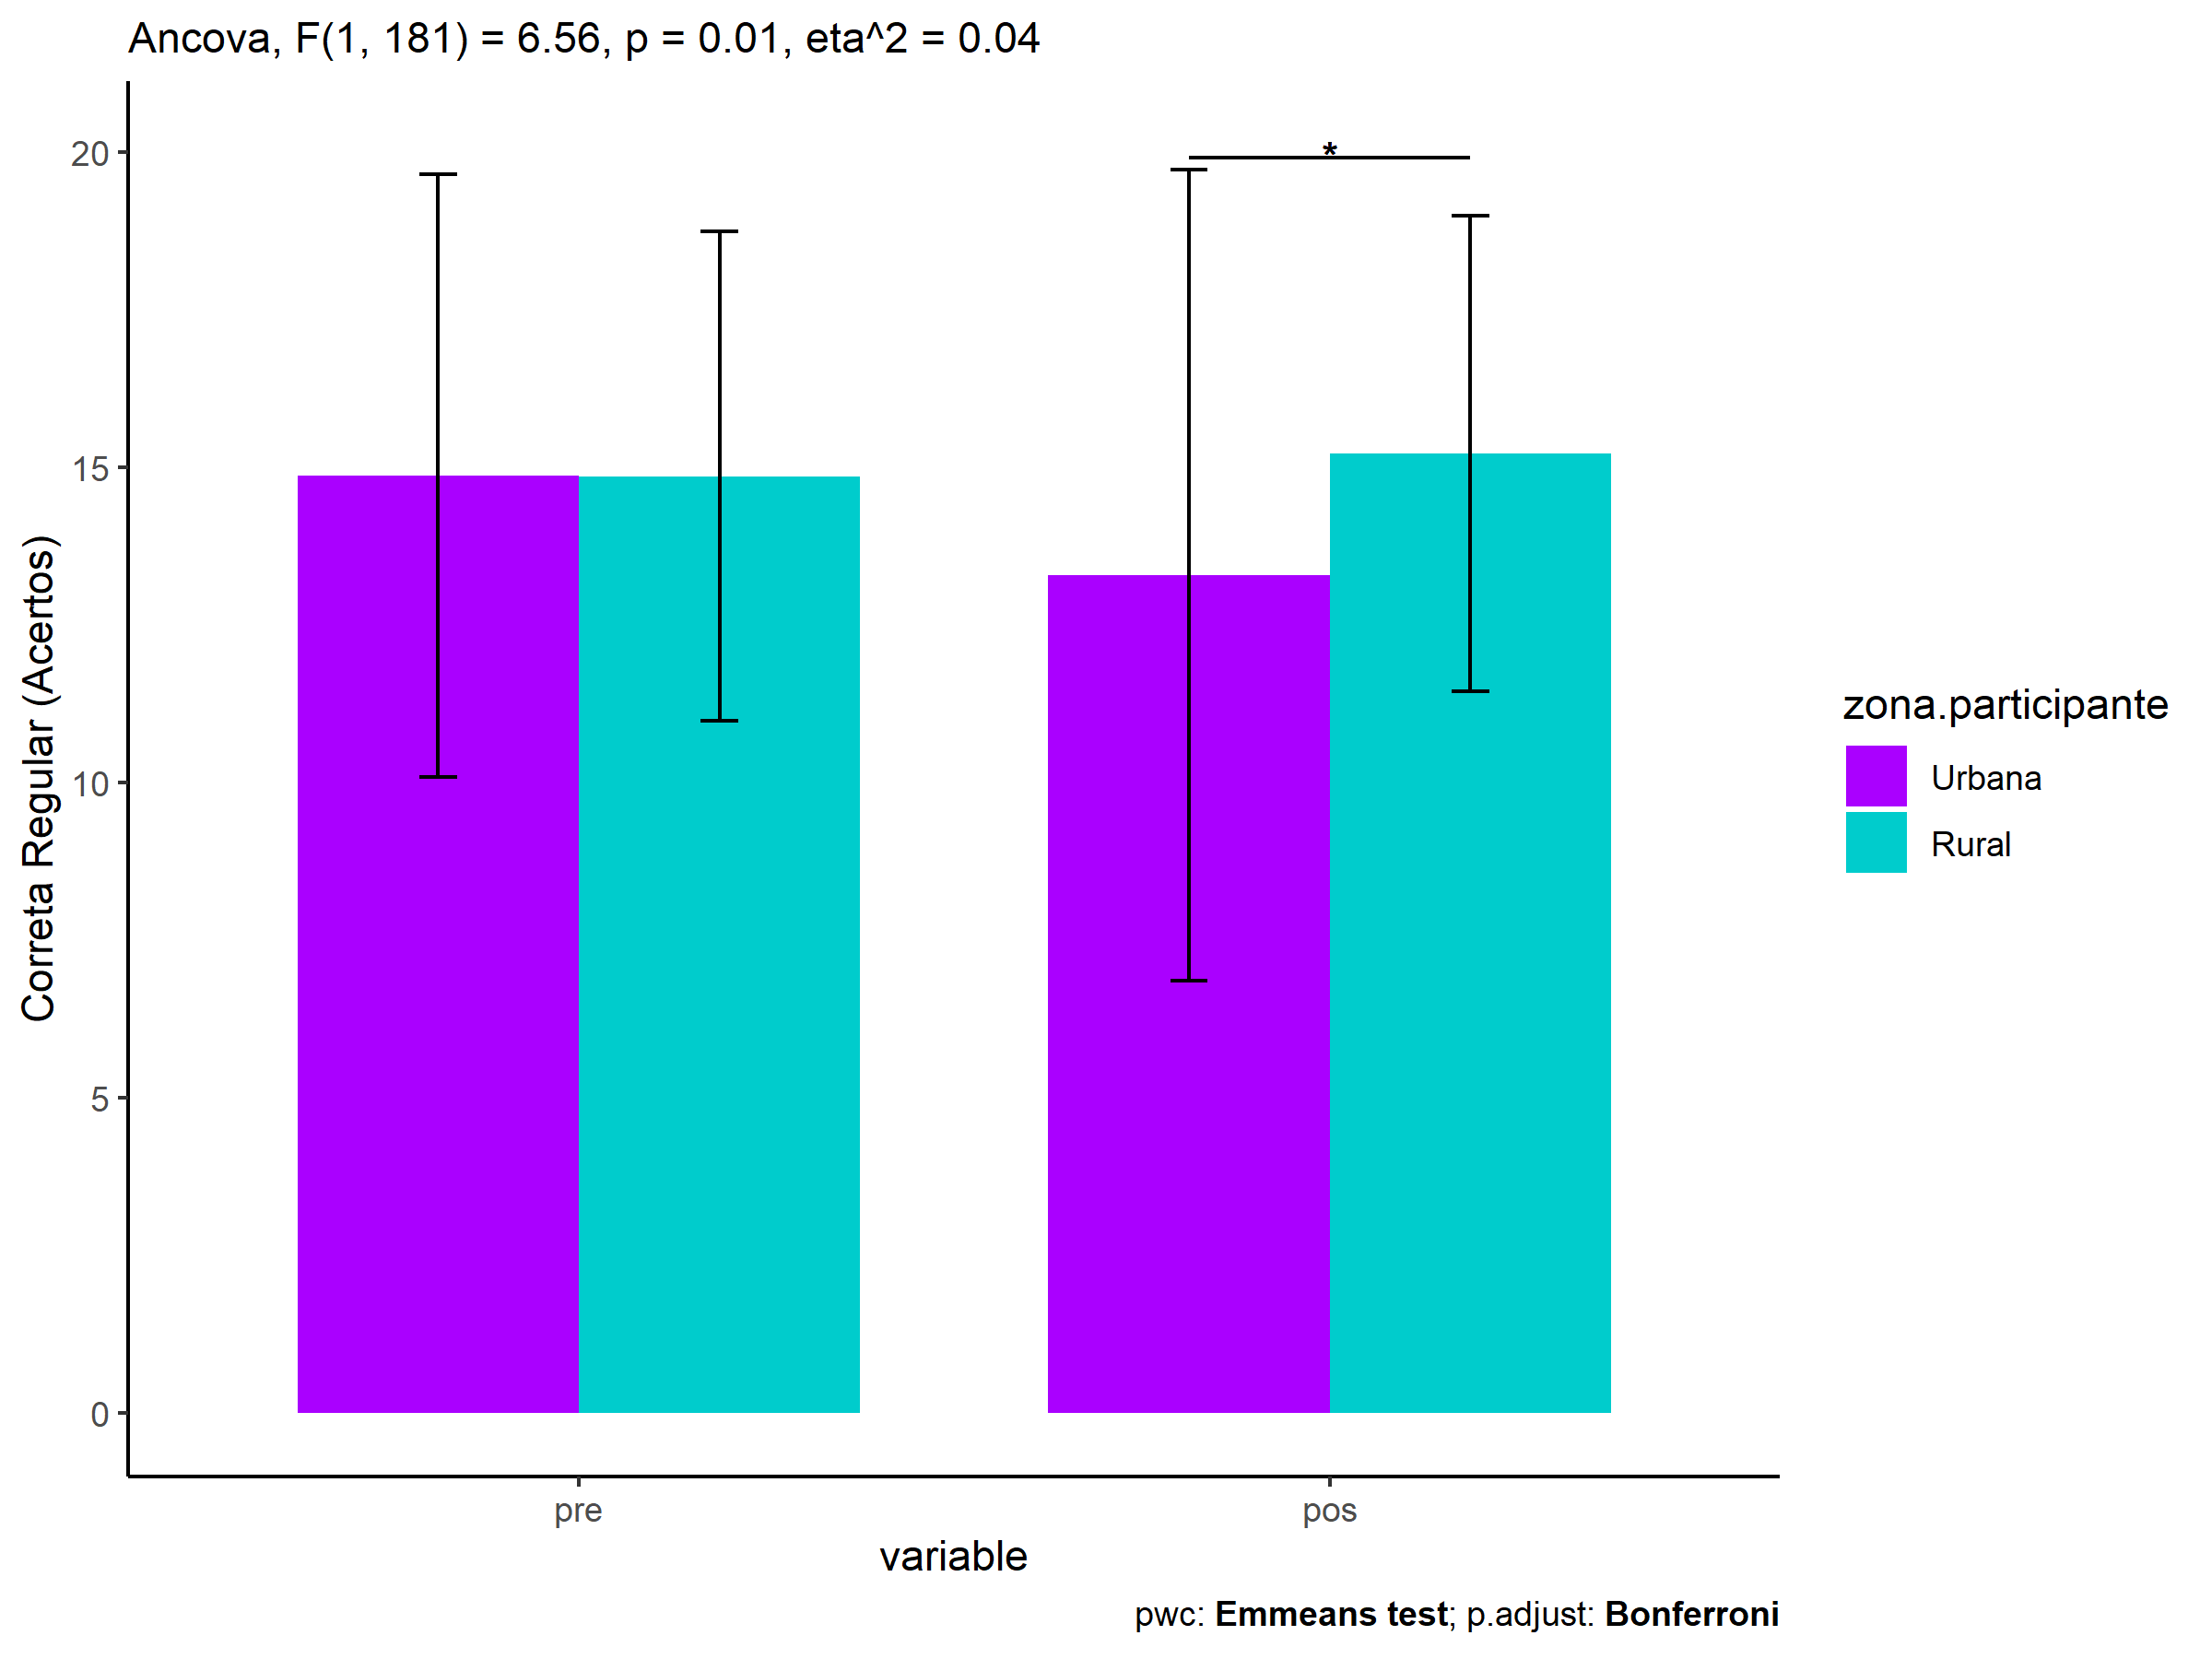 Ancova, F(1, 181) = 6.56, p = 0.01, eta^2 = 0.04
20
15
10
5
0
Correta Regular (Acertos)
*
pre
pos
variable
zona.participante
Urbana
Rural
pwc: Emmeans test; p.adjust: Bonferroni